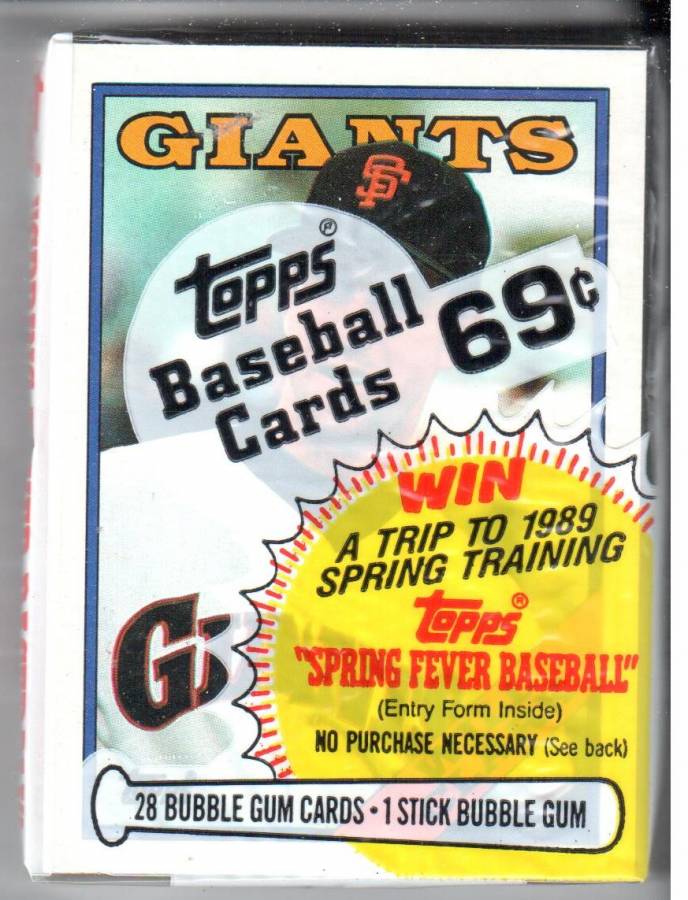 GIANTS
SF
Topps®
Baseball
Cards
69¢
WIN
A TRIP TO 1989
SPRING TRAINING
Topps®
"SPRING FEVER BASEBALL"
(Entry Form Inside)
NO PURCHASE NECESSARY (See back)
28 BUBBLE GUM CARDS • 1 STICK BUBBLE GUM